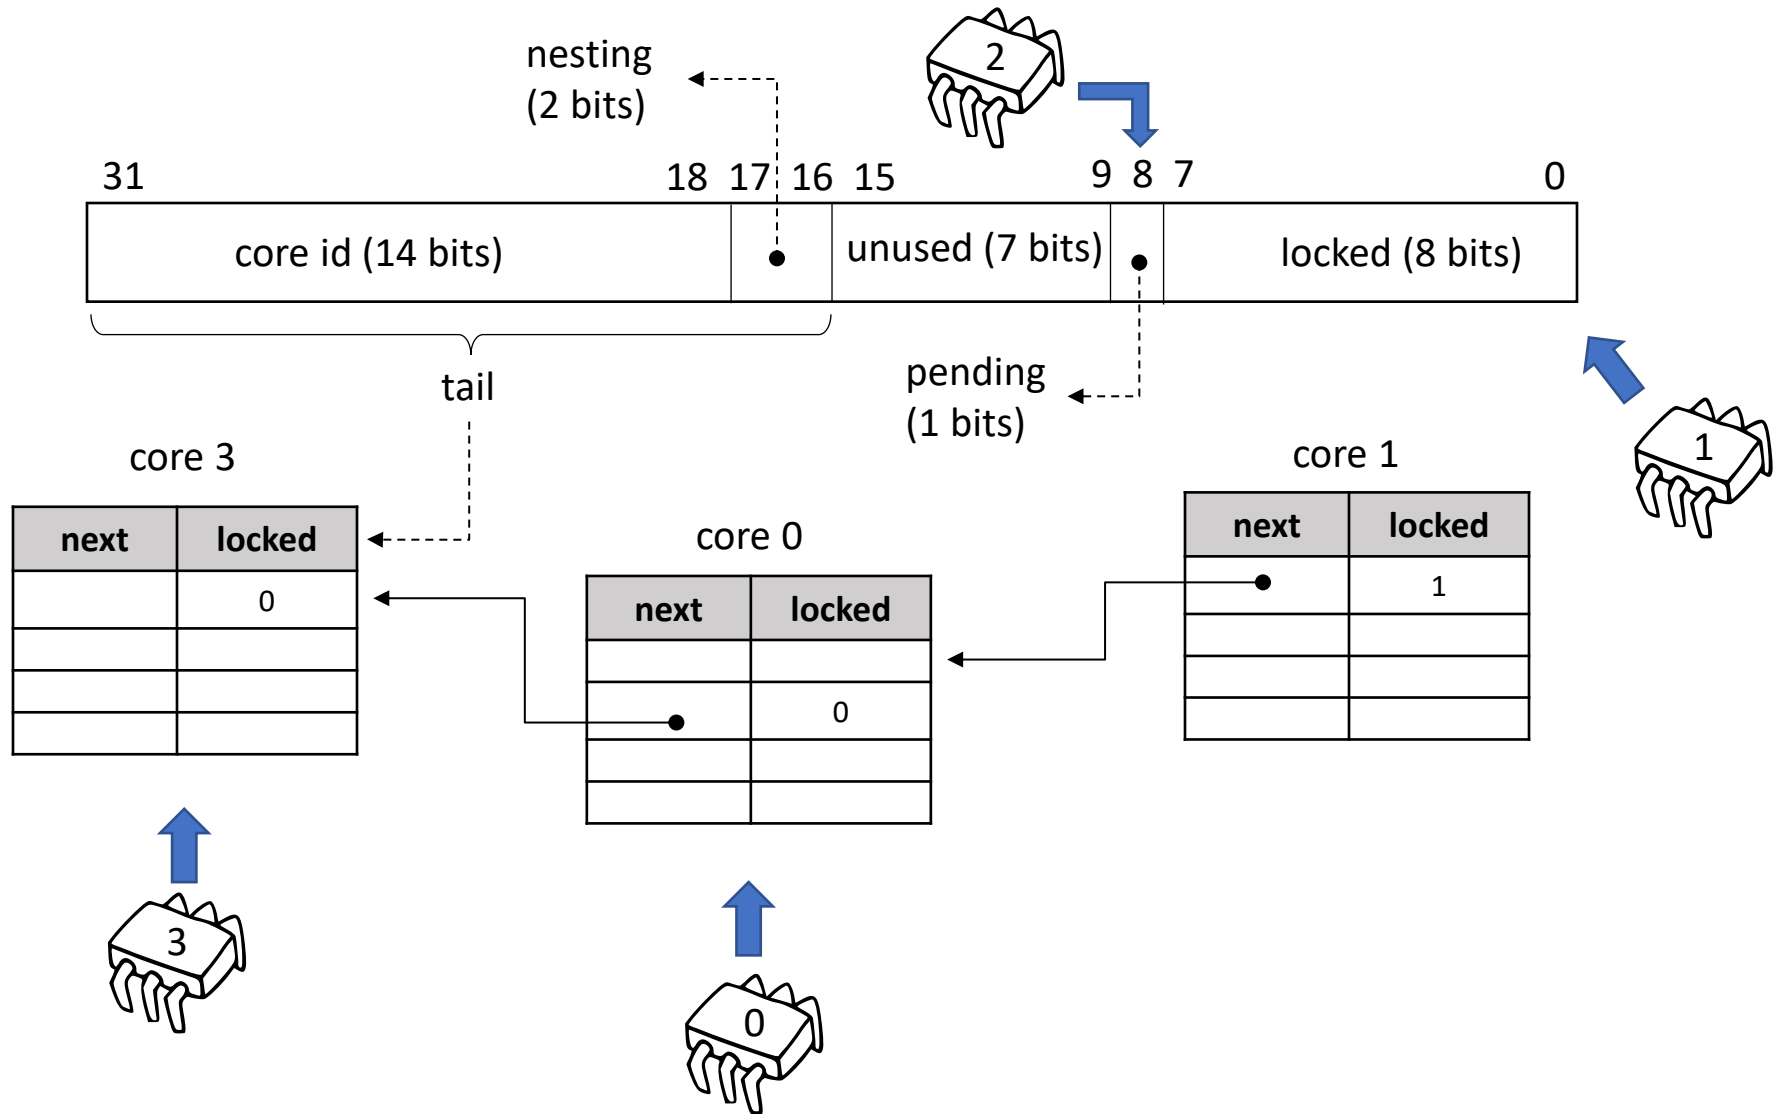 nesting
(2 bits)
2
31 18 17 16 15 9 8 7 0
core id (14 bits) unused (7 bits) locked (8 bits)
tail
pending
(1 bits)
1
core 3
next locked
0
core 0
next locked
0
core 1
next locked
1
3
0